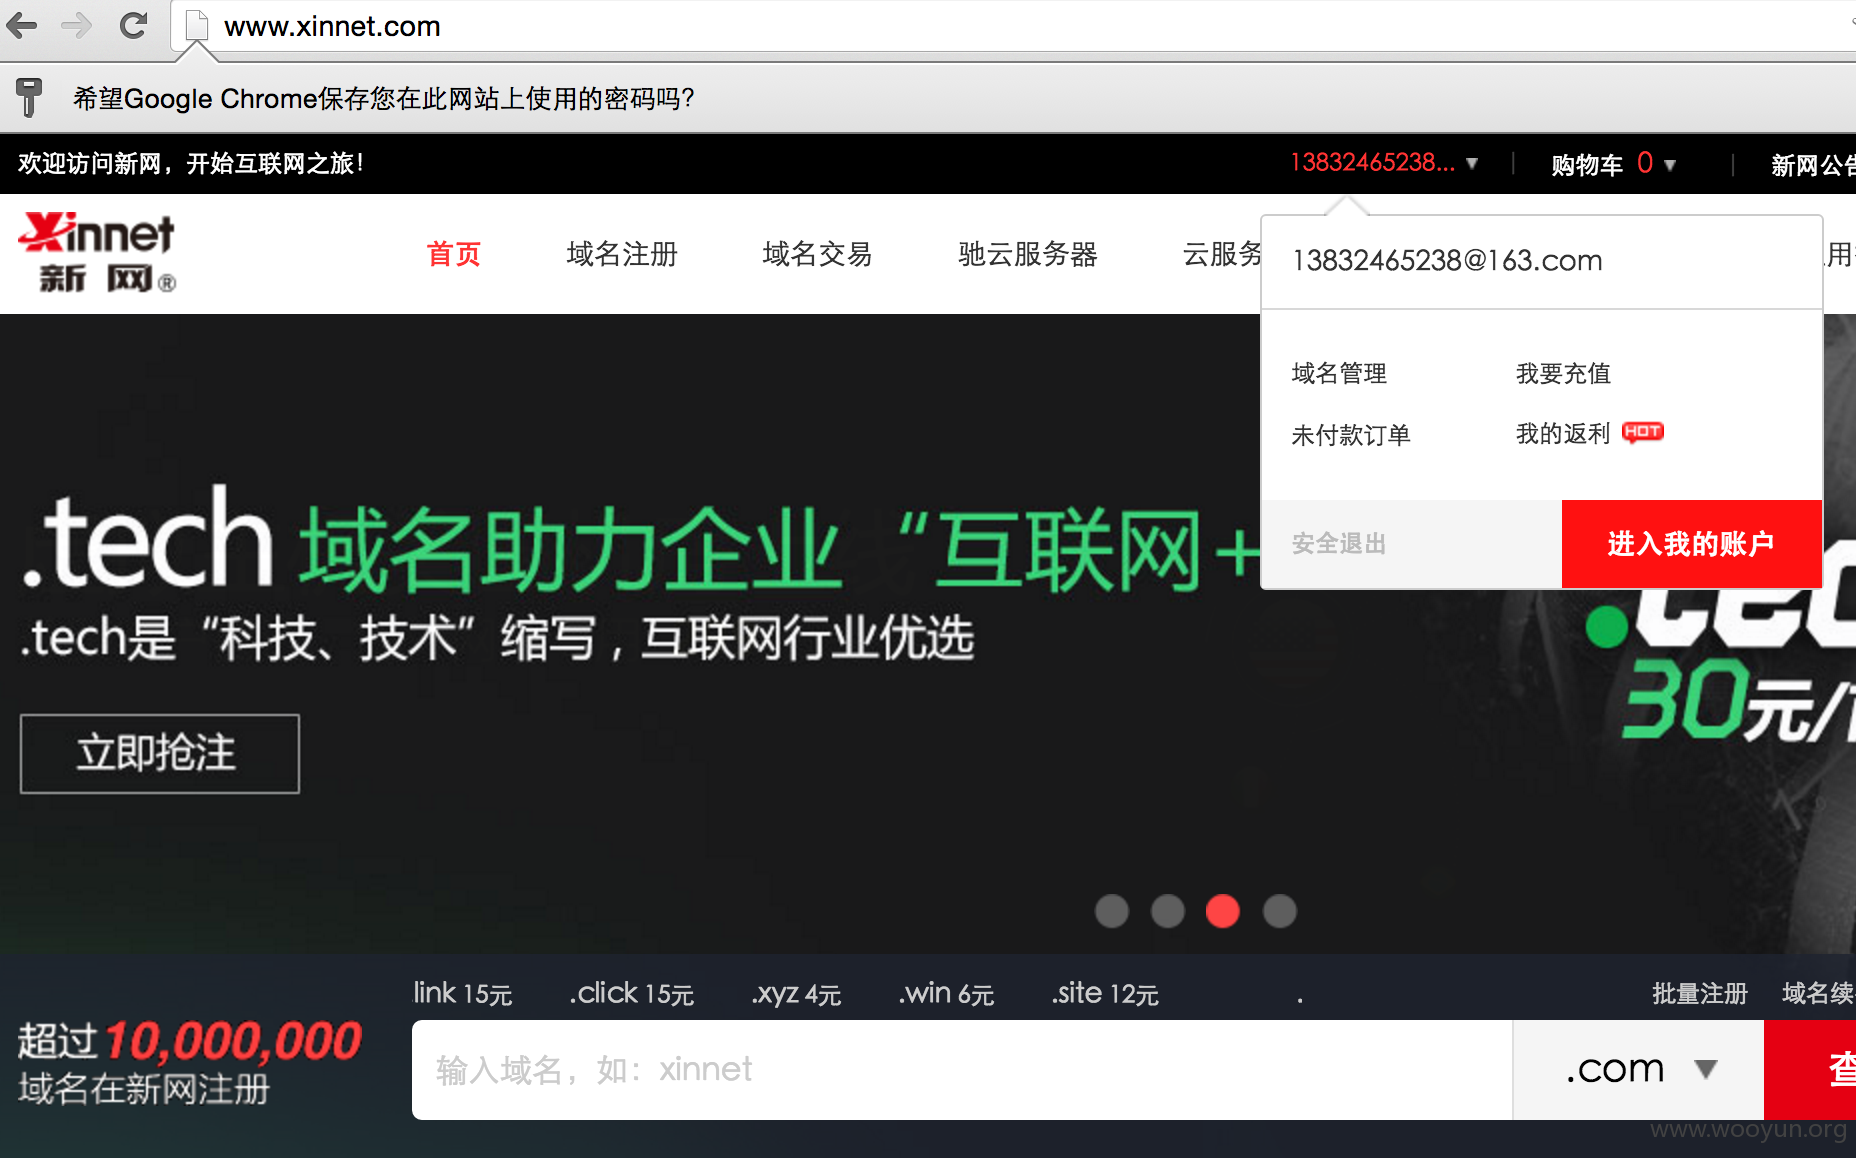 www.xinnet.com
希望Google Chrome保存您在此网站上使用的密码吗?
欢迎访问新网，开始互联网之旅！
13832465238... ▼ | 购物车 0 ▼ | 新网公告
Xinnet
新 网®
首页 域名注册 域名交易 驰云服务器 云服务
13832465238@163.com
域名管理 我要充值
未付款订单 我的返利 HOT
安全退出 进入我的账户
.tech 域名助力企业 “互联网+
.tech是“科技、技术”缩写，互联网行业优选
30元/
立即抢注
link 15元 .click 15元 .xyz 4元 .win 6元 .site 12元 . 批量注册 域名续
超过10,000,000
域名在新网注册
输入域名，如：xinnet .com ▼ 查
www.wooyun.org